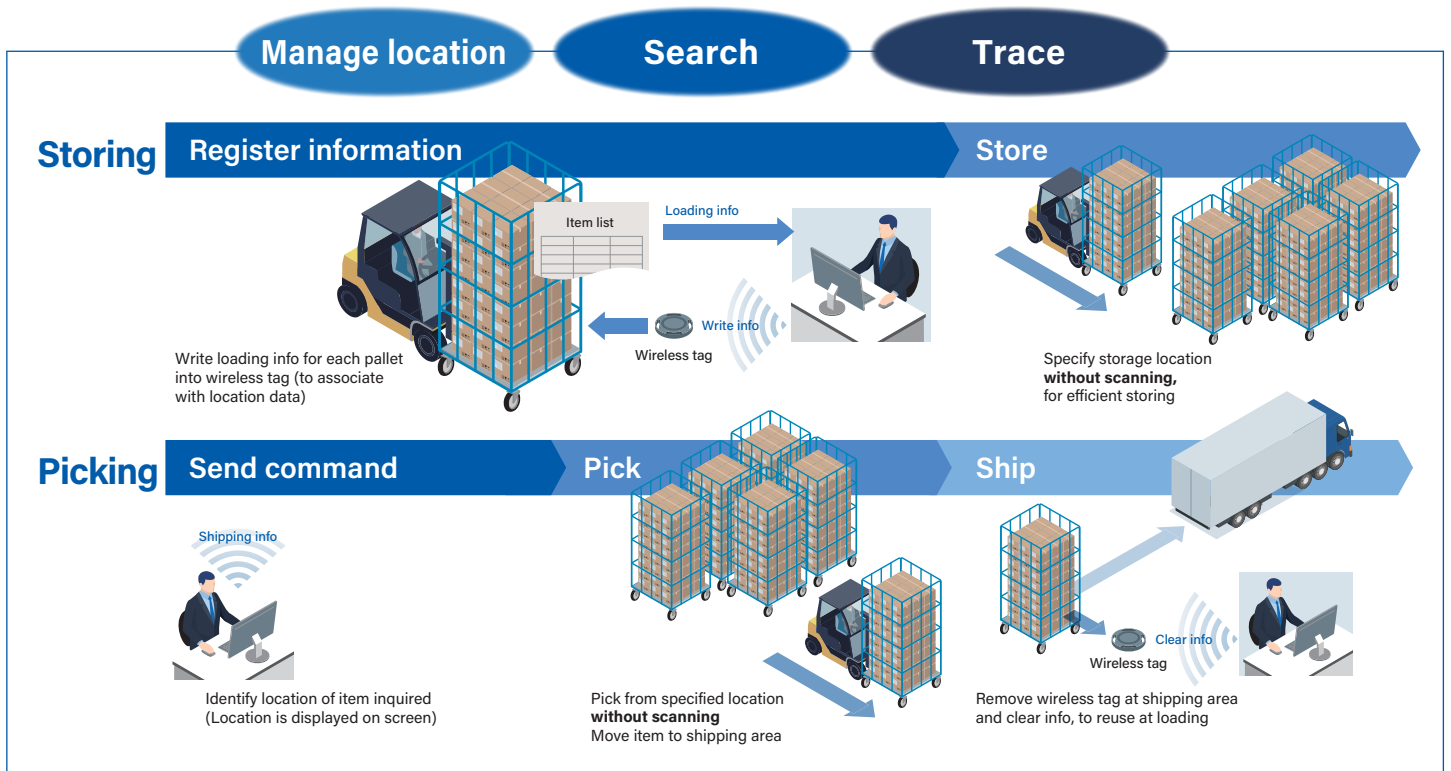 Manage location
Search
Trace
Storing
Register information
Store
Item list
Loading info
Write info
Wireless tag
Write loading info for each pallet
into wireless tag (to associate
with location data)
Specify storage location
without scanning,
for efficient storing
Picking
Send command
Pick
Ship
Shipping info
Identify location of item inquired
(Location is displayed on screen)
Pick from specified location
without scanning
Move item to shipping area
Clear info
Wireless tag
Remove wireless tag at shipping area
and clear info, to reuse at loading